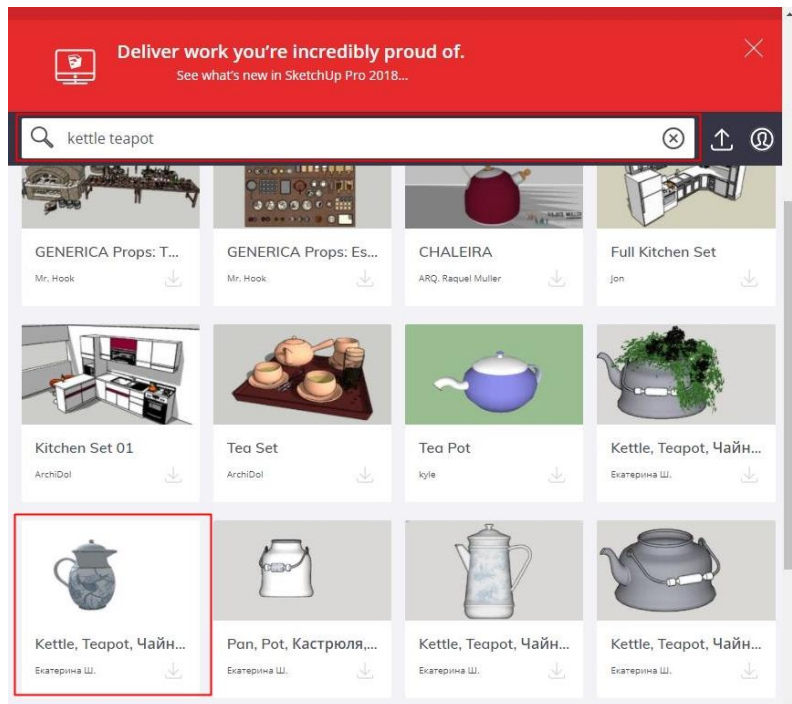 Deliver work you're incredibly proud of.
See what's new in SketchUp Pro 2018...
kettle teapot
GENERICA Props: T...
Mr. Hook
GENERICA Props: Es...
Mr. Hook
CHALEIRA
ARQ. Raquel Muller
Full Kitchen Set
Jon
Kitchen Set 01
ArchiDol
Tea Set
ArchiDol
Tea Pot
kyle
Kettle, Teapot, Чайн...
Екатерина Ш.
Kettle, Teapot, Чайн...
Екатерина Ш.
Pan, Pot, Кастрюля,...
Екатерина Ш.
Kettle, Teapot, Чайн...
Екатерина Ш.
Kettle, Teapot, Чайн...
Екатерина Ш.